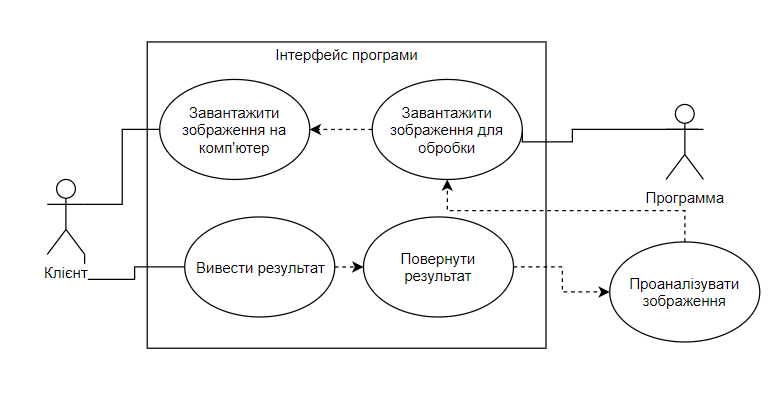 Інтерфейс програми
Завантажити
зображення на
комп'ютер
Завантажити
зображення для
обробки
Программа
Клієнт
Вивести результат
Повернути
результат
Проаналізувати
зображення